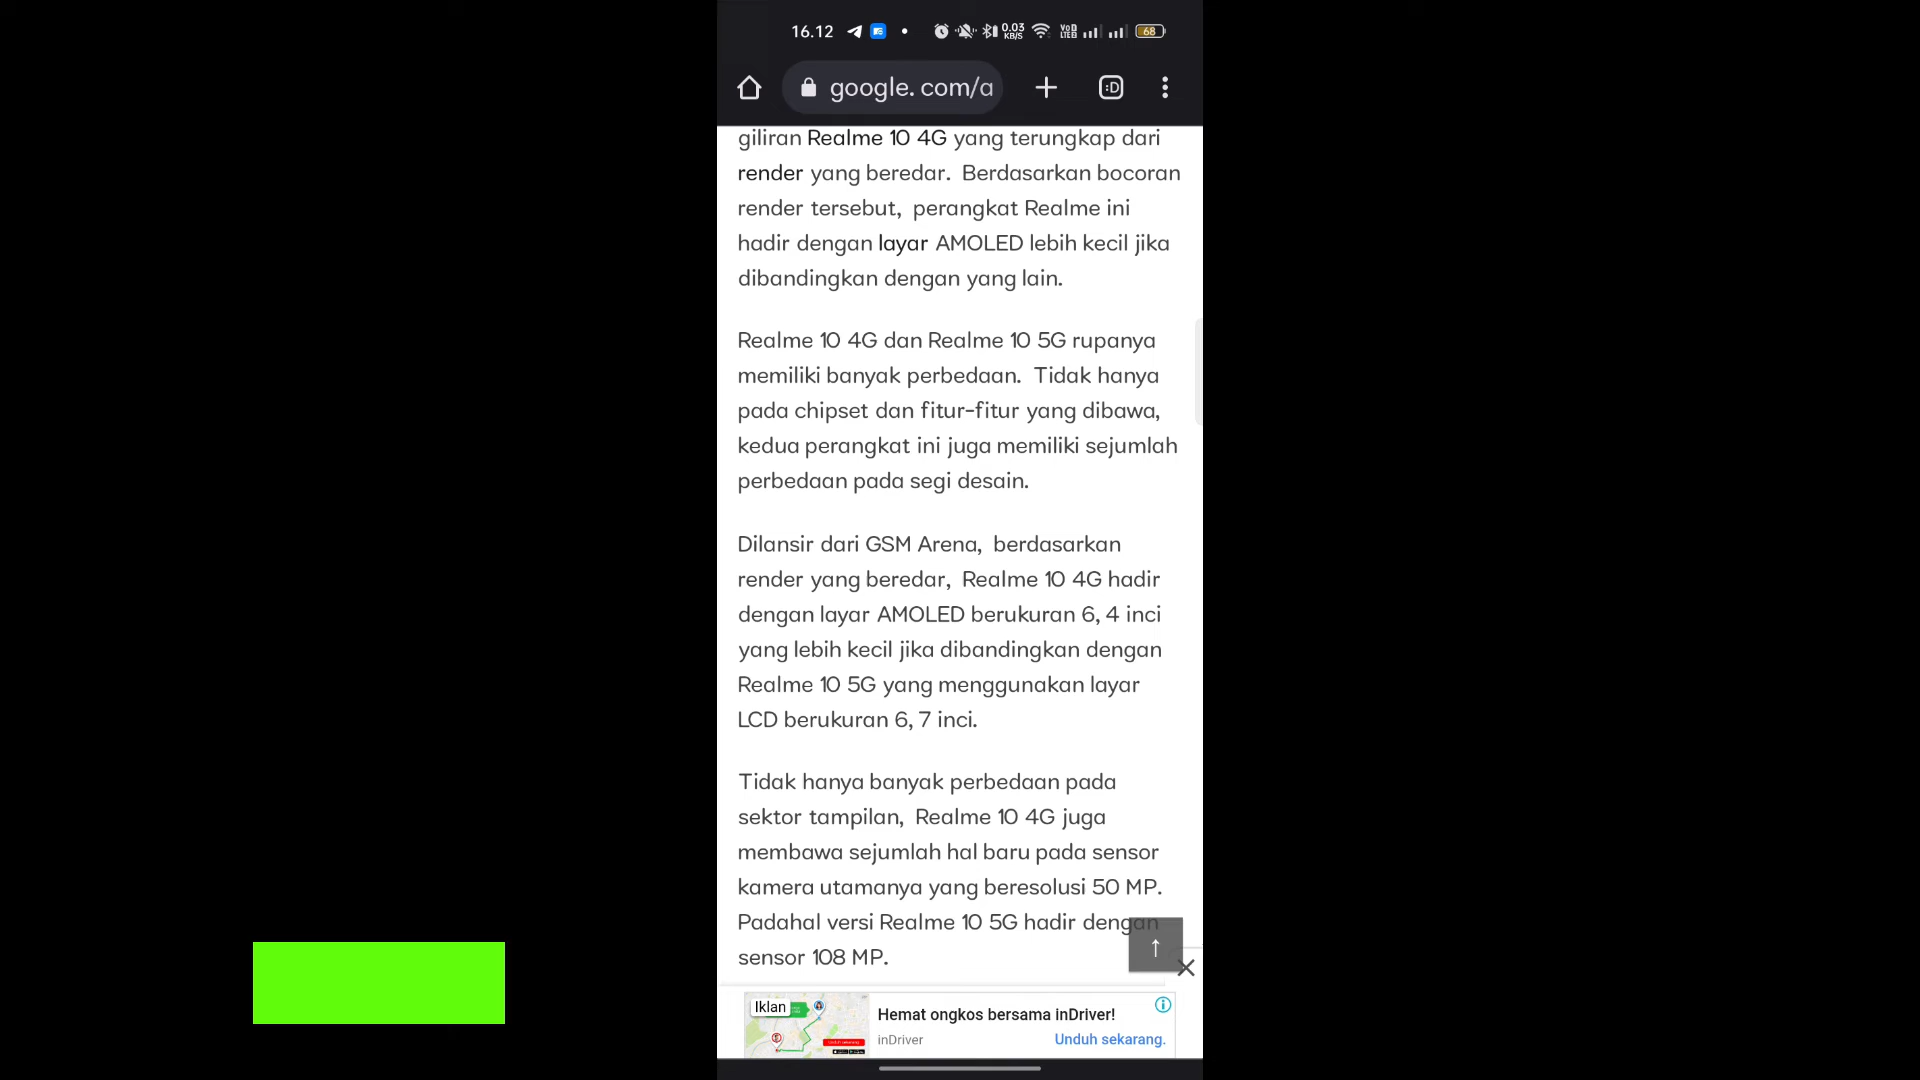 16.12
0.03
KB/S
VoD
LTEB
68
google.com/a
:D
giliran Realme 10 4G yang terungkap dari
render yang beredar. Berdasarkan bocoran
render tersebut, perangkat Realme ini
hadir dengan layar AMOLED lebih kecil jika
dibandingkan dengan yang lain.
Realme 10 4G dan Realme 10 5G rupanya
memiliki banyak perbedaan. Tidak hanya
pada chipset dan fitur-fitur yang dibawa,
kedua perangkat ini juga memiliki sejumlah
perbedaan pada segi desain.
Dilansir dari GSM Arena, berdasarkan
render yang beredar, Realme 10 4G hadir
dengan layar AMOLED berukuran 6, 4 inci
yang lebih kecil jika dibandingkan dengan
Realme 10 5G yang menggunakan layar
LCD berukuran 6, 7 inci.
Tidak hanya banyak perbedaan pada
sektor tampilan, Realme 10 4G juga
membawa sejumlah hal baru pada sensor
kamera utamanya yang beresolusi 50 MP.
Padahal versi Realme 10 5G hadir dengan
sensor 108 MP.
Iklan
Hemat ongkos bersama inDriver!
inDriver
Unduh sekarang.